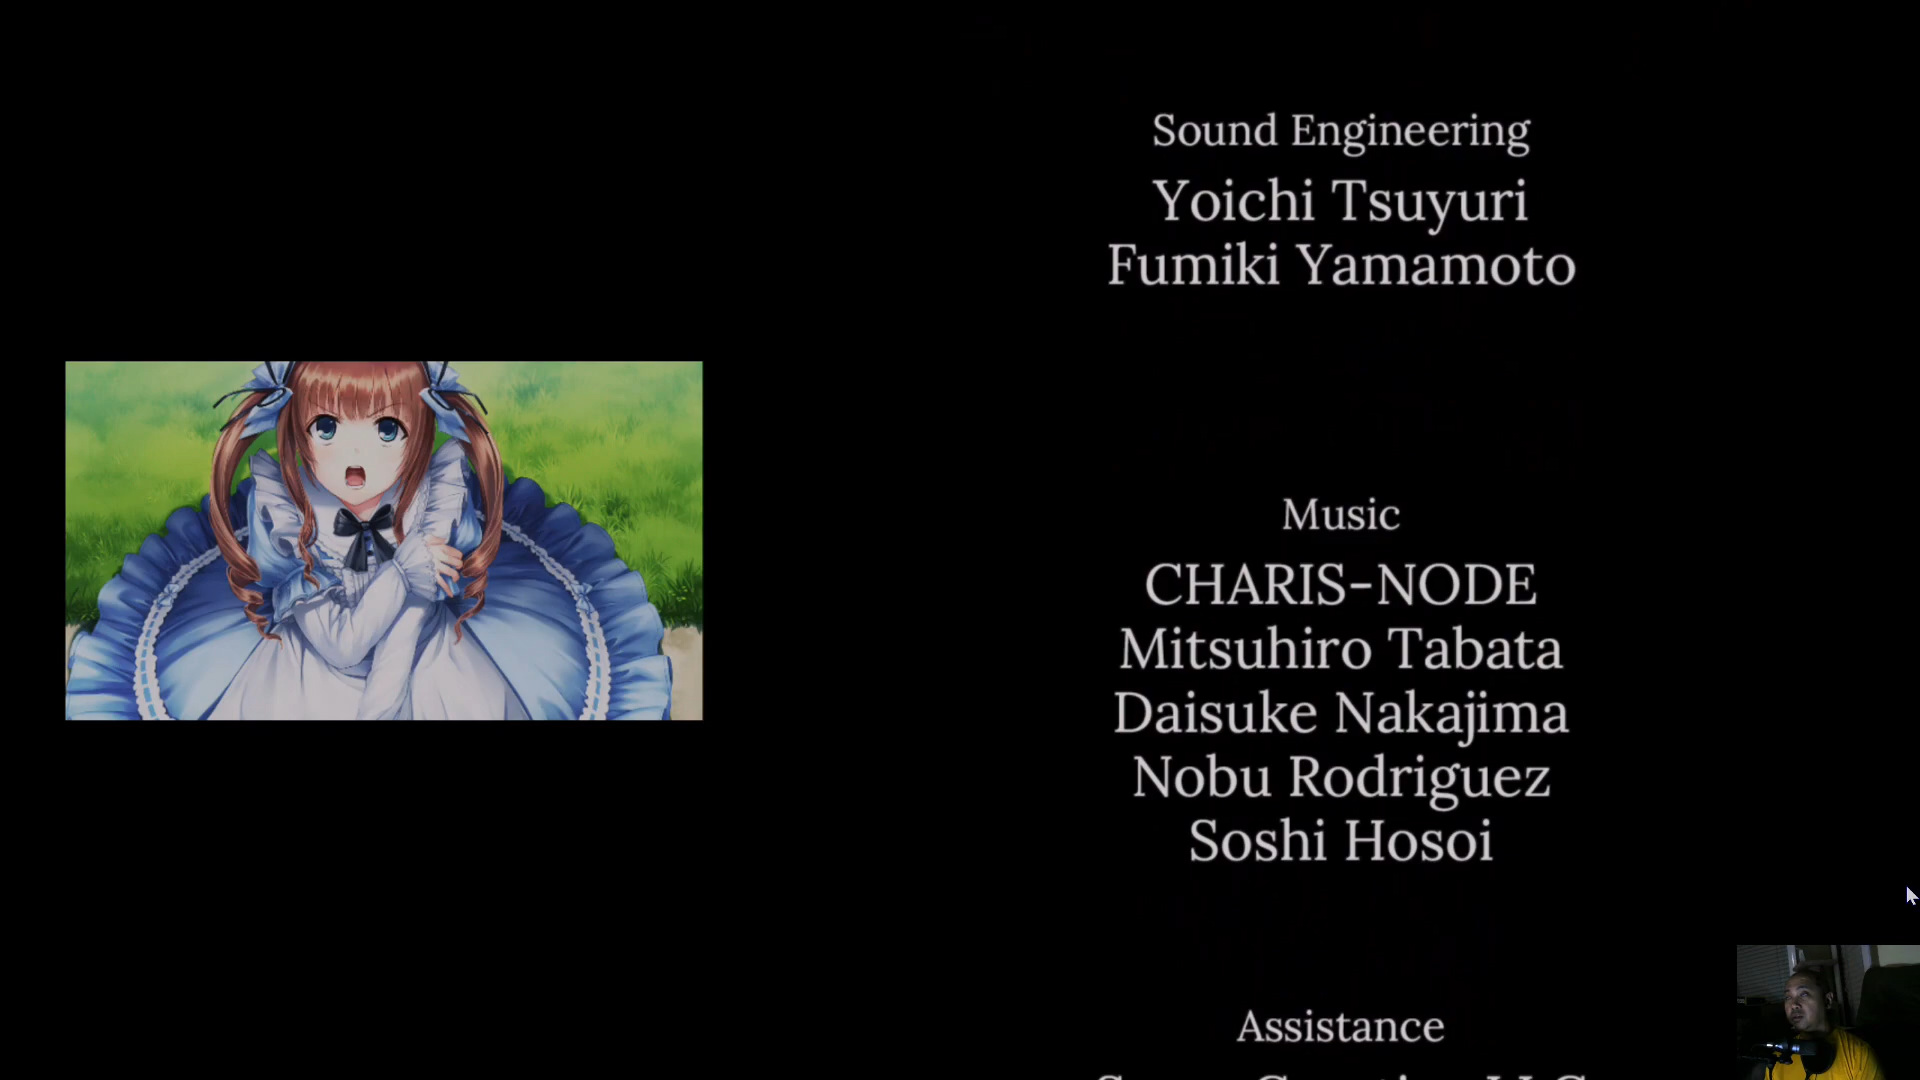 Sound Engineering
Yoichi Tsuyuri
Fumiki Yamamoto
Music
CHARIS-NODE
Mitsuhiro Tabata
Daisuke Nakajima
Nobu Rodriguez
Soshi Hosoi
Assistance